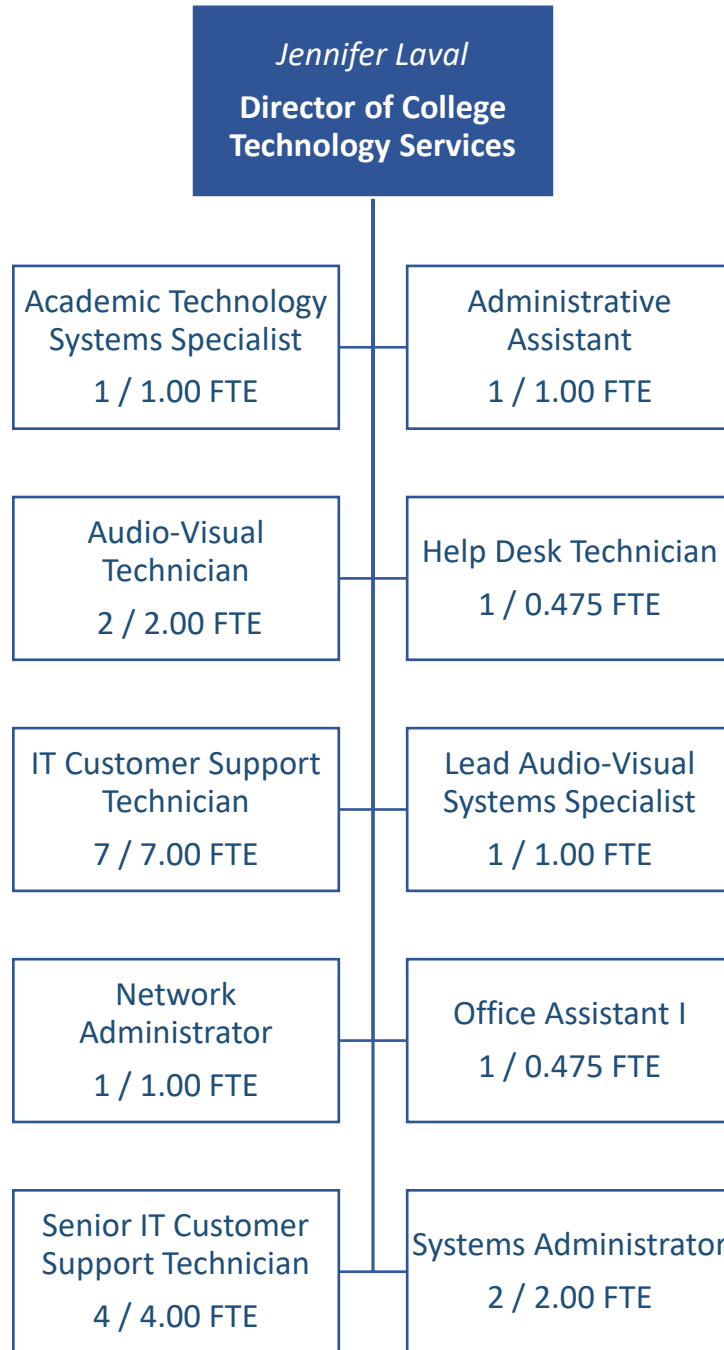 Jennifer Laval
Director of College
Technology Services
Academic Technology
Systems Specialist
1 / 1.00 FTE
Administrative
Assistant
1 / 1.00 FTE
Audio-Visual
Technician
2 / 2.00 FTE
Help Desk Technician
1 / 0.475 FTE
IT Customer Support
Technician
7 / 7.00 FTE
Lead Audio-Visual
Systems Specialist
1 / 1.00 FTE
Network
Administrator
1 / 1.00 FTE
Office Assistant I
1 / 0.475 FTE
Senior IT Customer
Support Technician
4 / 4.00 FTE
Systems Administrator
2 / 2.00 FTE